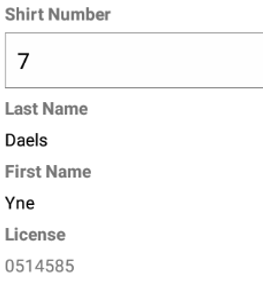 Shirt Number
7
Last Name
Daels
First Name
Yne
License
0514585